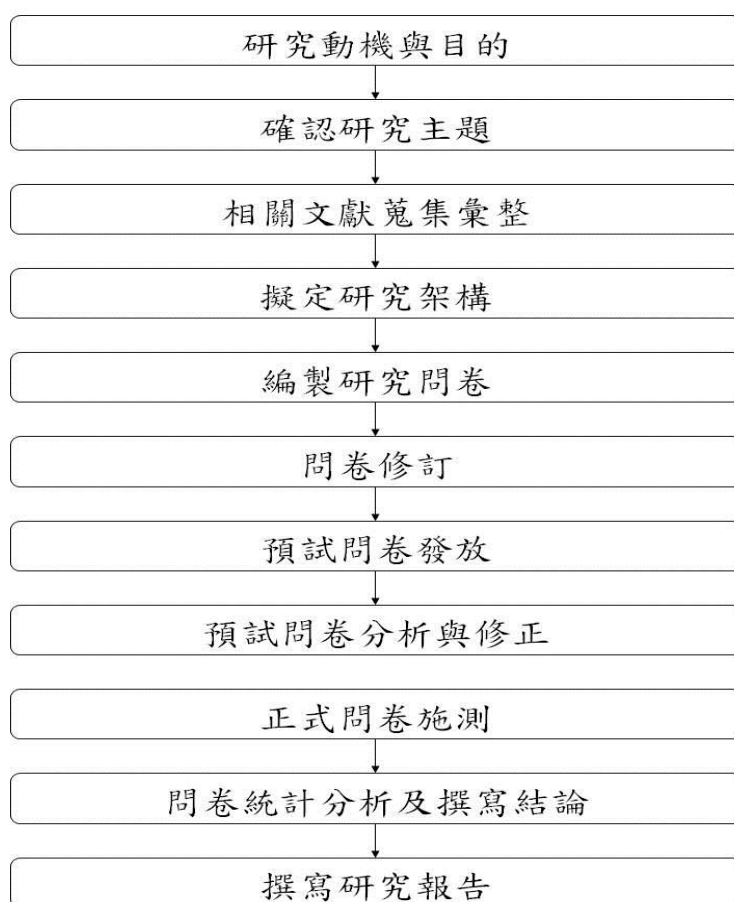 研究動機與目的
確認研究主題
相關文獻蒐集彙整
擬定研究架構
編製研究問卷
問卷修訂
預試問卷發放
預試問卷分析與修正
正式問卷施測
問卷統計分析及撰寫結論
撰寫研究報告